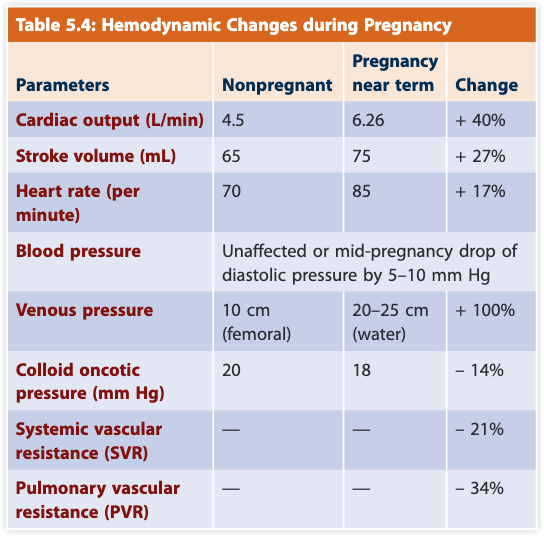 Table 5.4: Hemodynamic Changes during Pregnancy
Parameters Nonpregnant Pregnancy near term Change
Cardiac output (L/min) 4.5 6.26 + 40%
Stroke volume (mL) 65 75 + 27%
Heart rate (per minute) 70 85 + 17%
Blood pressure Unaffected or mid-pregnancy drop of diastolic pressure by 5–10 mm Hg
Venous pressure 10 cm (femoral) 20–25 cm (water) + 100%
Colloid oncotic pressure (mm Hg) 20 18 – 14%
Systemic vascular resistance (SVR) — — – 21%
Pulmonary vascular resistance (PVR) — — – 34%